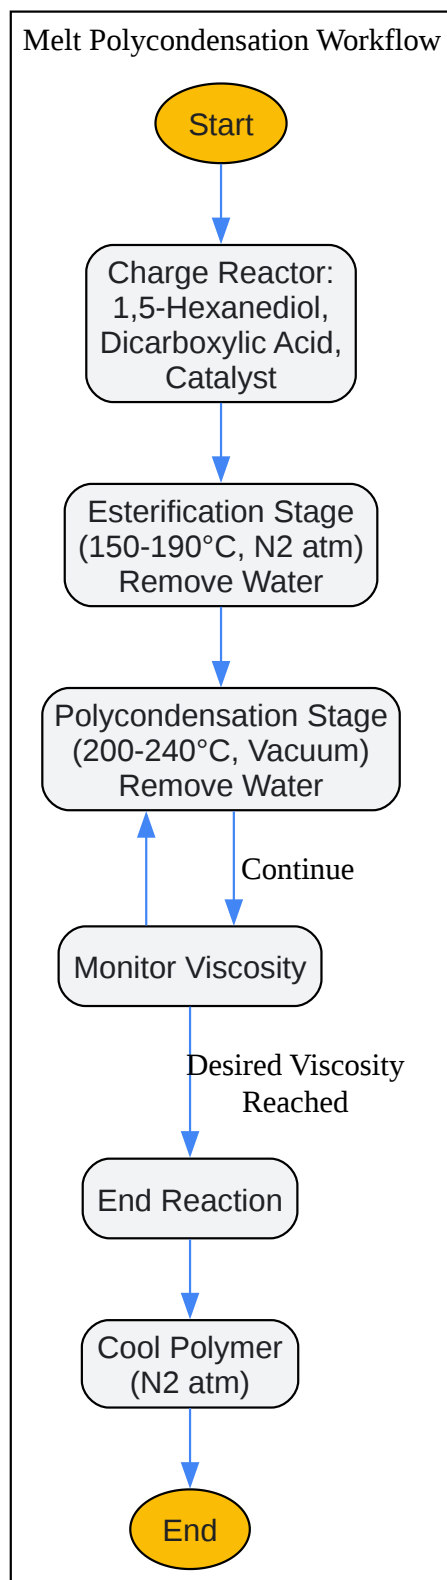 Melt Polycondensation Workflow
Start
Charge Reactor:
1,5-Hexanediol,
Dicarboxylic Acid,
Catalyst
Esterification Stage
(150-190°C, N2 atm)
Remove Water
Polycondensation Stage
(200-240°C, Vacuum)
Remove Water
Continue
Monitor Viscosity
Desired Viscosity
Reached
End Reaction
Cool Polymer
(N2 atm)
End